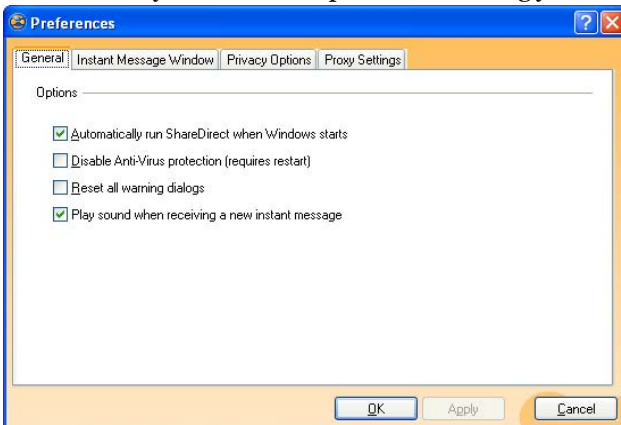 Preferences
General Instant Message Window Privacy Options Proxy Settings
Options
Automatically run ShareDirect when Windows starts
Disable Anti-Virus protection (requires restart)
Reset all warning dialogs
Play sound when receiving a new instant message
OK Apply Cancel